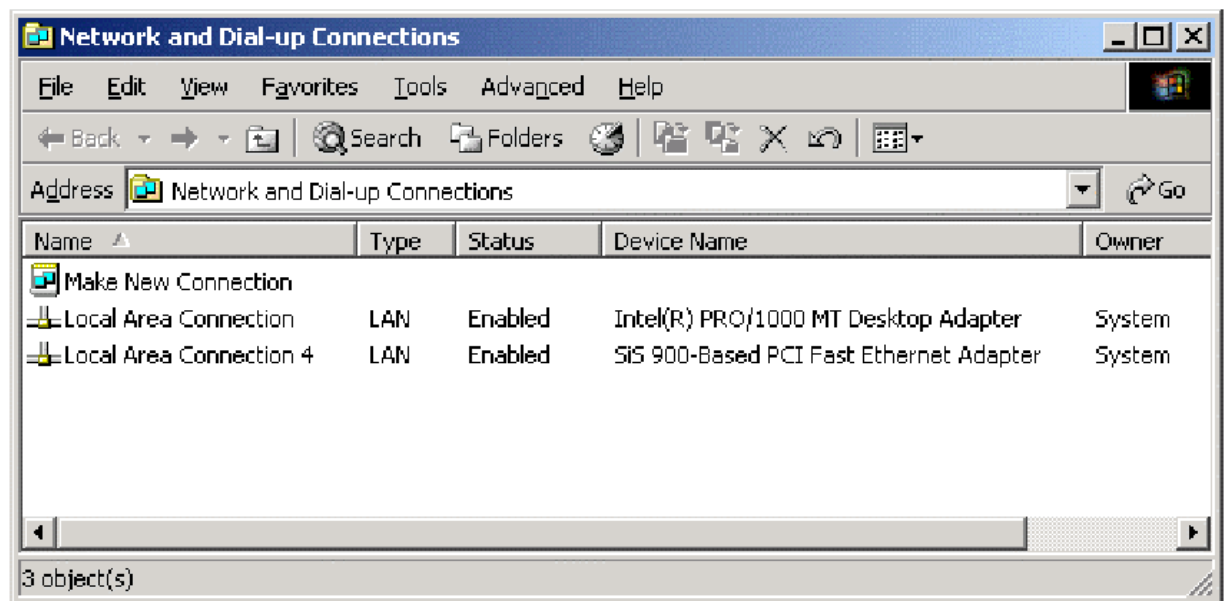 Network and Dial-up Connections
File Edit View Favorites Tools Advanced Help
Back Search Folders
Address Network and Dial-up Connections Go
Name Type Status Device Name Owner
Make New Connection
Local Area Connection LAN Enabled Intel(R) PRO/1000 MT Desktop Adapter System
Local Area Connection 4 LAN Enabled SiS 900-Based PCI Fast Ethernet Adapter System
3 object(s)